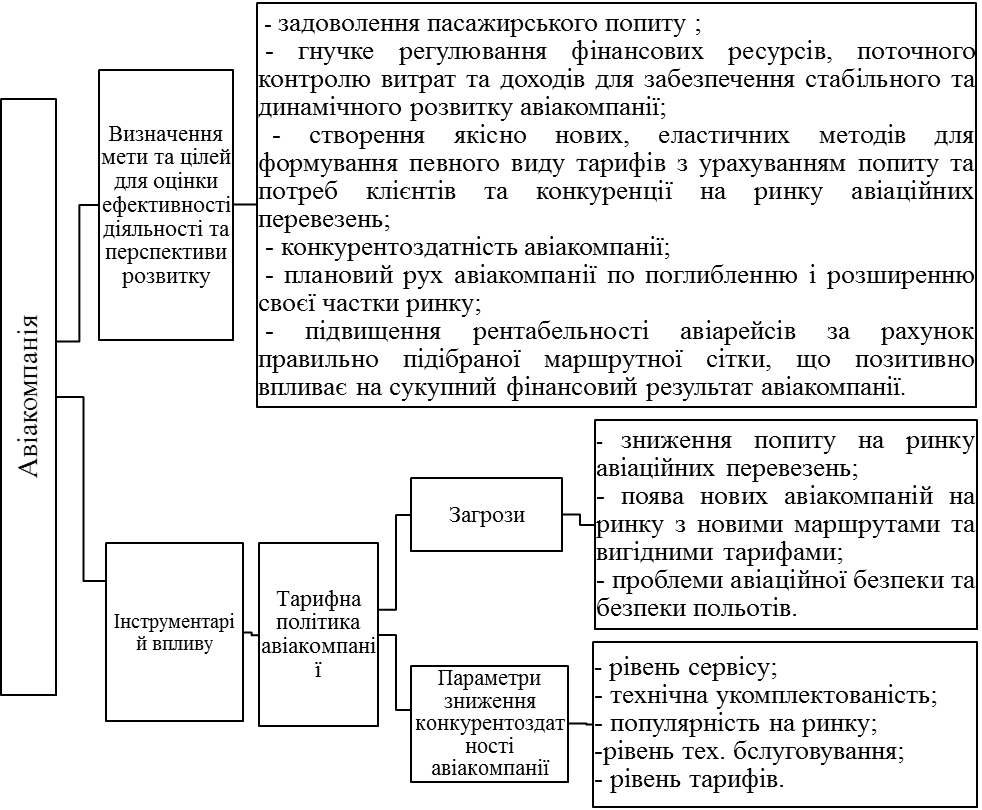 Авіакомпанія
Визначення
мети та цілей
для оцінки
ефективності
діяльності та
перспективи
розвитку
- задоволення пасажирського попиту ;
- гнучке регулювання фінансових ресурсів, поточного
контролю витрат та доходів для забезпечення стабільного та
динамічного розвитку авіакомпанії;
- створення якісно нових, еластичних методів для
формування певного виду тарифів з урахуванням попиту та
потреб клієнтів та конкуренції на ринку авіаційних
перевезень;
- конкурентоздатність авіакомпанії;
- плановий рух авіакомпанії по поглибленню і розширенню
своєї частки ринку;
- підвищення рентабельності авіарейсів за рахунок
правильно підібраної маршрутної сітки, що позитивно
впливає на сукупний фінансовий результат авіакомпанії.
Інструментарі
й впливу
Тарифна
політика
авіакомпані
ї
Загрози
- зниження попиту на ринку
авіаційних перевезень;
- поява нових авіакомпаній на
ринку з новими маршрутами та
вигідними тарифами;
- проблеми авіаційної безпеки та
безпеки польотів.
Параметри
зниження
конкурентоздат
ності
авіакомпанії
- рівень сервісу;
- технічна укомплектованість;
- популярність на ринку;
-рівень тех. бслуговування;
- рівень тарифів.